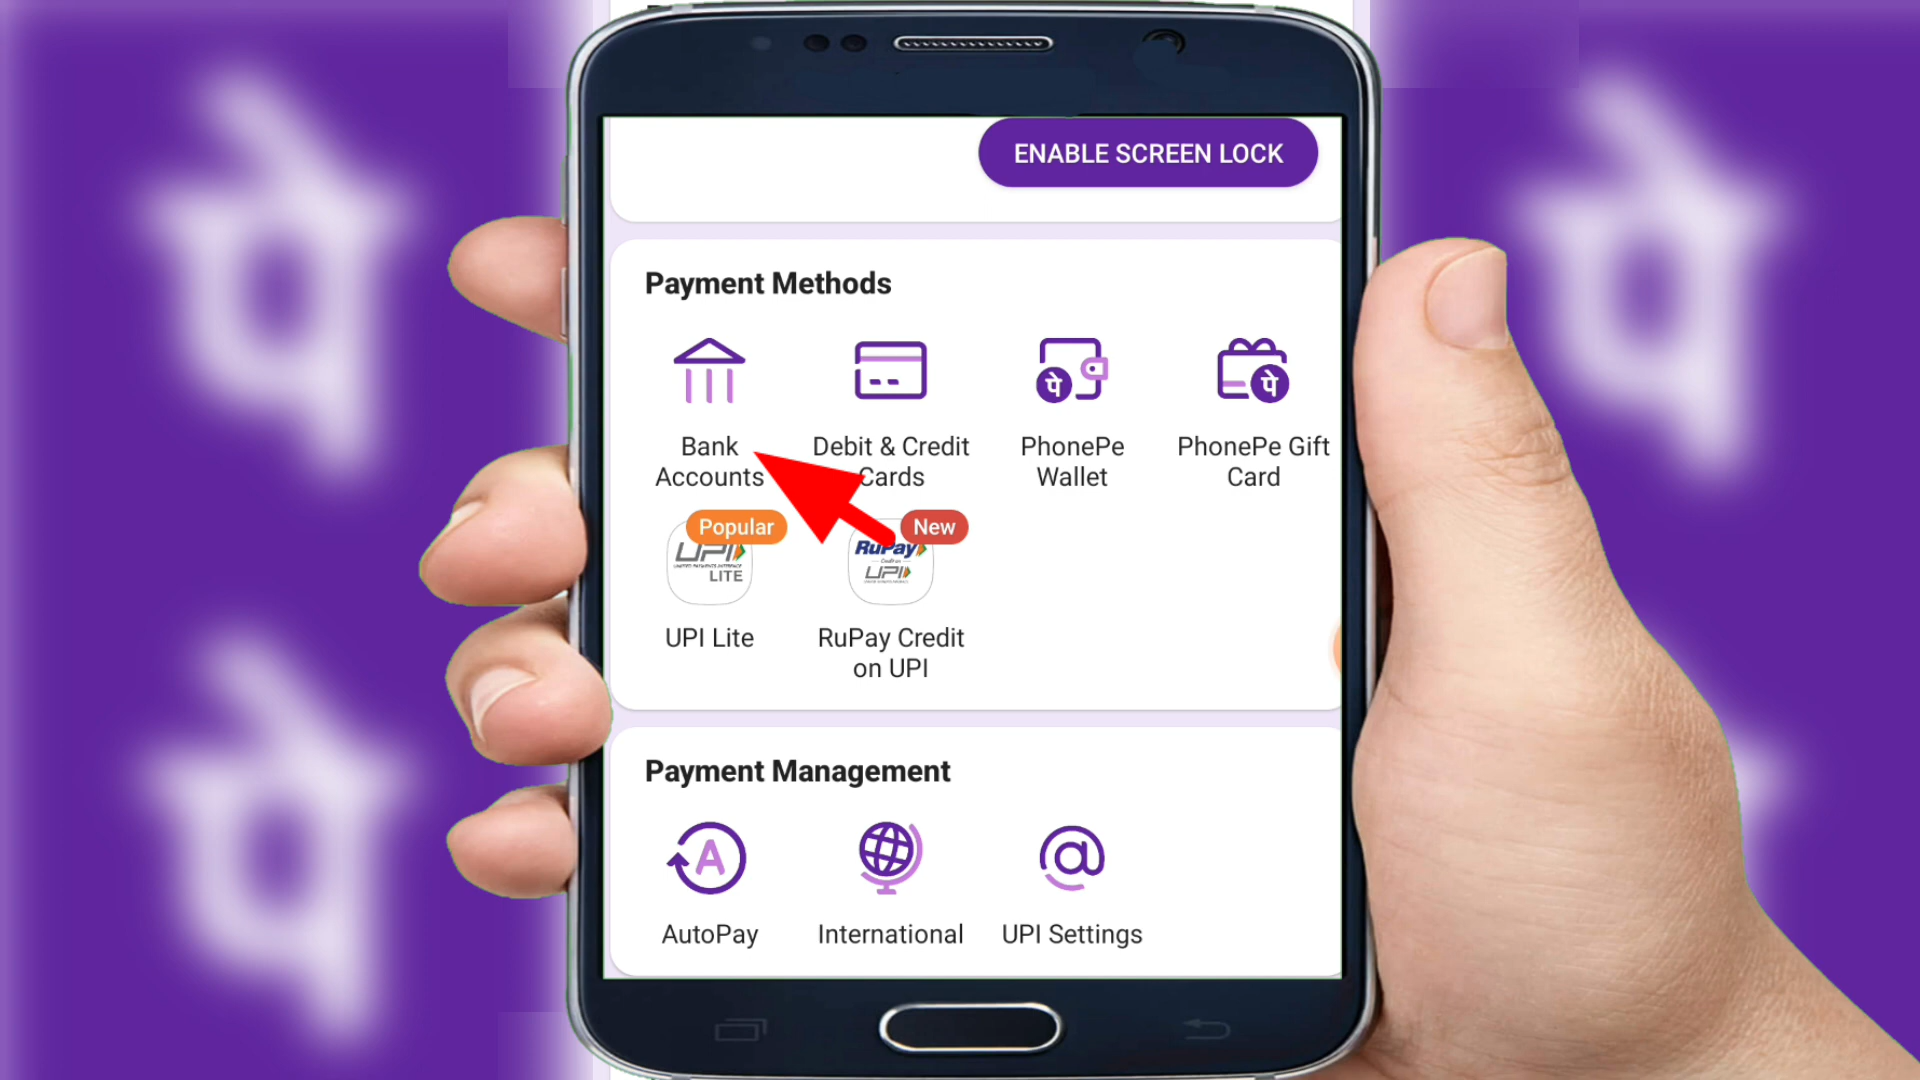 ENABLE SCREEN LOCK
Payment Methods
Bank
Accounts
Debit & Credit
Cards
पे
PhonePe
Wallet
पे
PhonePe Gift
Card
Popular
UPI
LITE
UPI Lite
New
RuPay
UPI
RuPay Credit
on UPI
Payment Management
A
AutoPay
International
@
UPI Settings
पे
पे
पे
पे